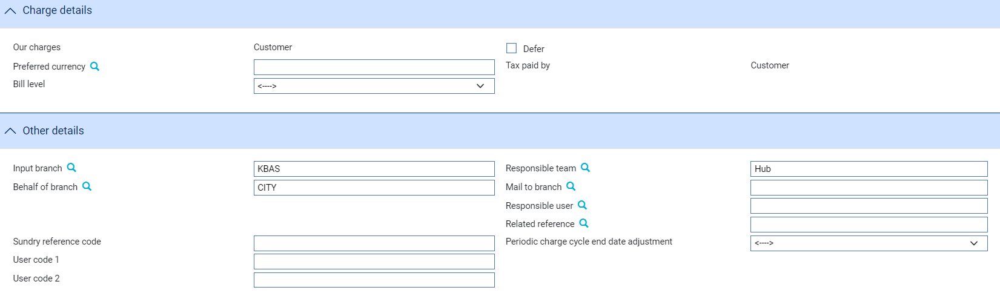 Charge details
Our charges Customer Defer
Preferred currency Tax paid by Customer
Bill level <---->
Other details
Input branch KBAS Responsible team Hub
Behalf of branch CITY Mail to branch
Responsible user
Related reference
Sundry reference code Periodic charge cycle end date adjustment <---->
User code 1
User code 2